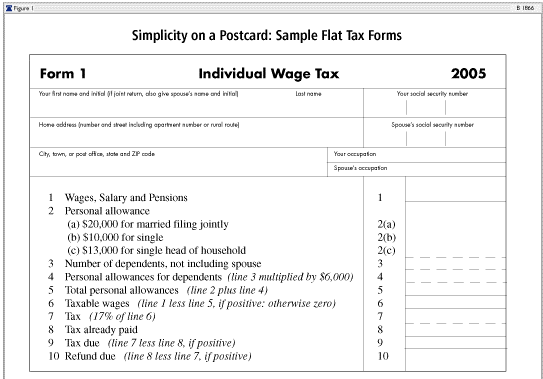 Figure 1 B 1866
Simplicity on a Postcard: Sample Flat Tax Forms
Form 1 Individual Wage Tax 2005
Your first name and initial (if joint return, also give spouse's name and initial) Last name Your social security number
Home address (number and street including apartment number or rural route) Spouse's social security number
City, town, or post office, state and ZIP code Your occupation
Spouse's occupation
1 Wages, Salary and Pensions 1
2 Personal allowance
(a) $20,000 for married filing jointly 2(a)
(b) $10,000 for single 2(b)
(c) $13,000 for single head of household 2(c)
3 Number of dependents, not including spouse 3
4 Personal allowances for dependents (line 3 multiplied by $6,000) 4
5 Total personal allowances (line 2 plus line 4) 5
6 Taxable wages (line 1 less line 5, if positive: otherwise zero) 6
7 Tax (17% of line 6) 7
8 Tax already paid 8
9 Tax due (line 7 less line 8, if positive) 9
10 Refund due (line 8 less line 7, if positive) 10